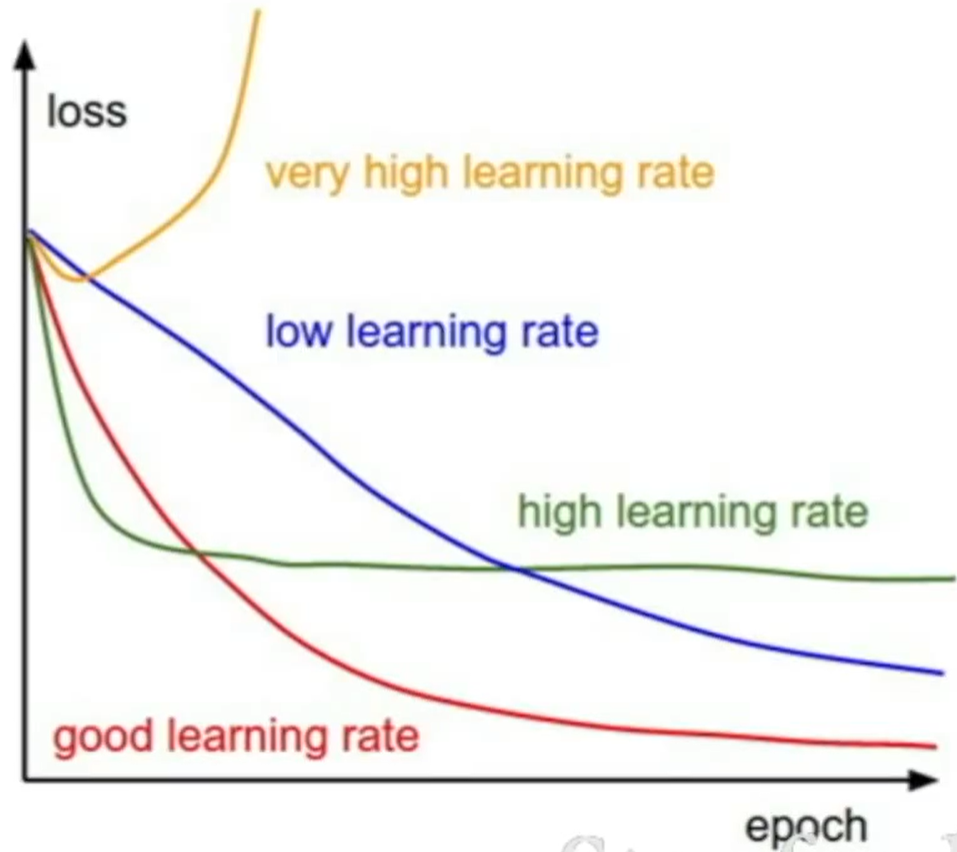 loss
very high learning rate
low learning rate
high learning rate
good learning rate
epoch